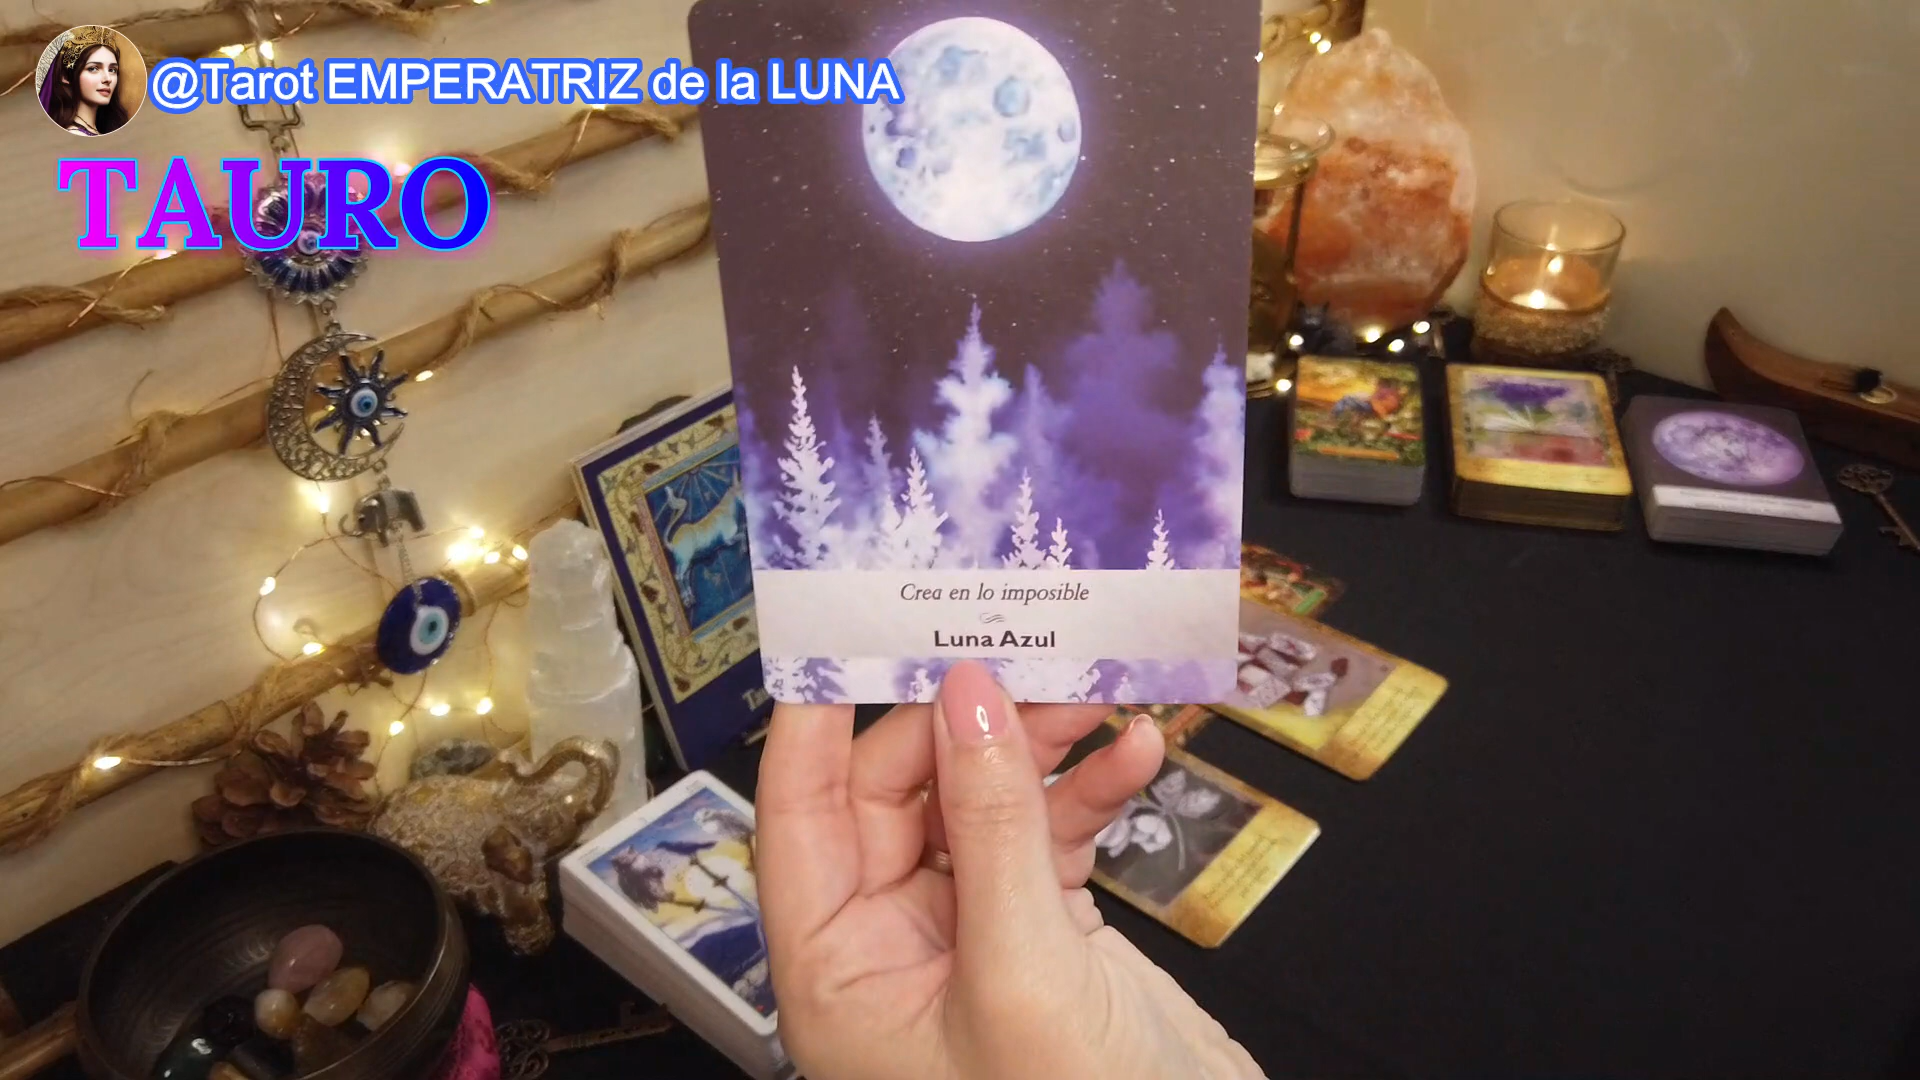 @Tarot EMPERATRIZ de la LUNA
TAURO
Crea en lo imposible
Luna Azul